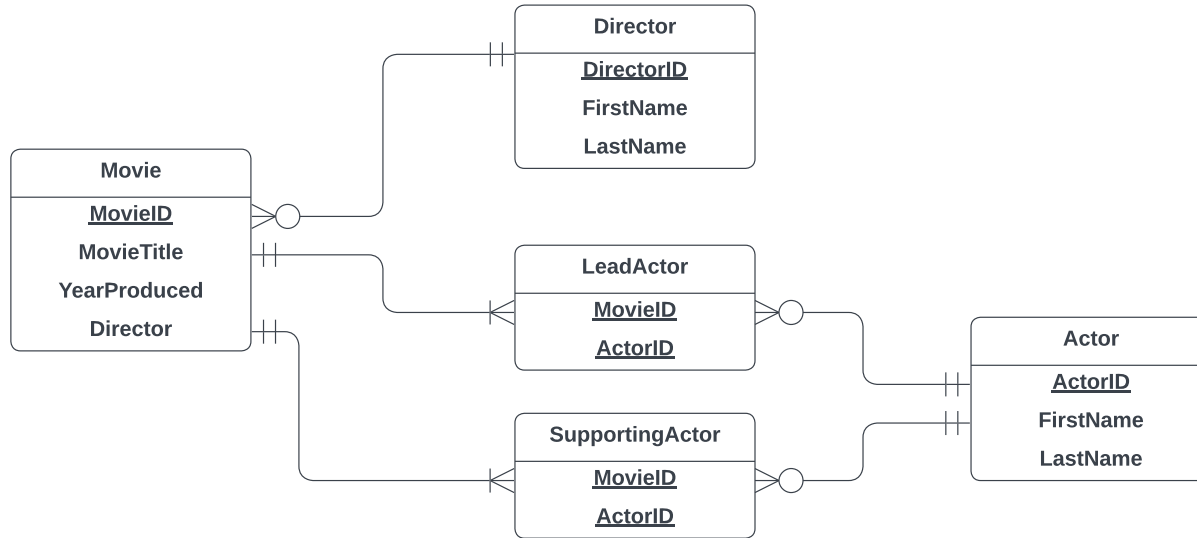 Director
DirectorID
FirstName
LastName
Movie
MovieID
MovieTitle
YearProduced
Director
LeadActor
MovieID
ActorID
SupportingActor
MovieID
ActorID
Actor
ActorID
FirstName
LastName